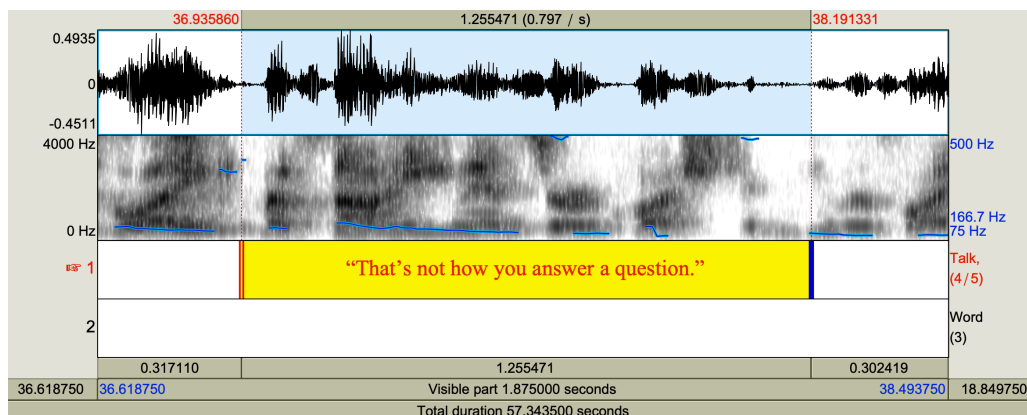 36.935860 1.255471 (0.797 / s) 38.191331
0.4935
0
-0.4511
4000 Hz 500 Hz
166.7 Hz
0 Hz 75 Hz
☞ 1 “That’s not how you answer a question.” Talk,
(4/5)
2 Word
(3)
0.317110 1.255471 0.302419
36.618750 36.618750 Visible part 1.875000 seconds 38.493750 18.849750
Total duration 57.343500 seconds